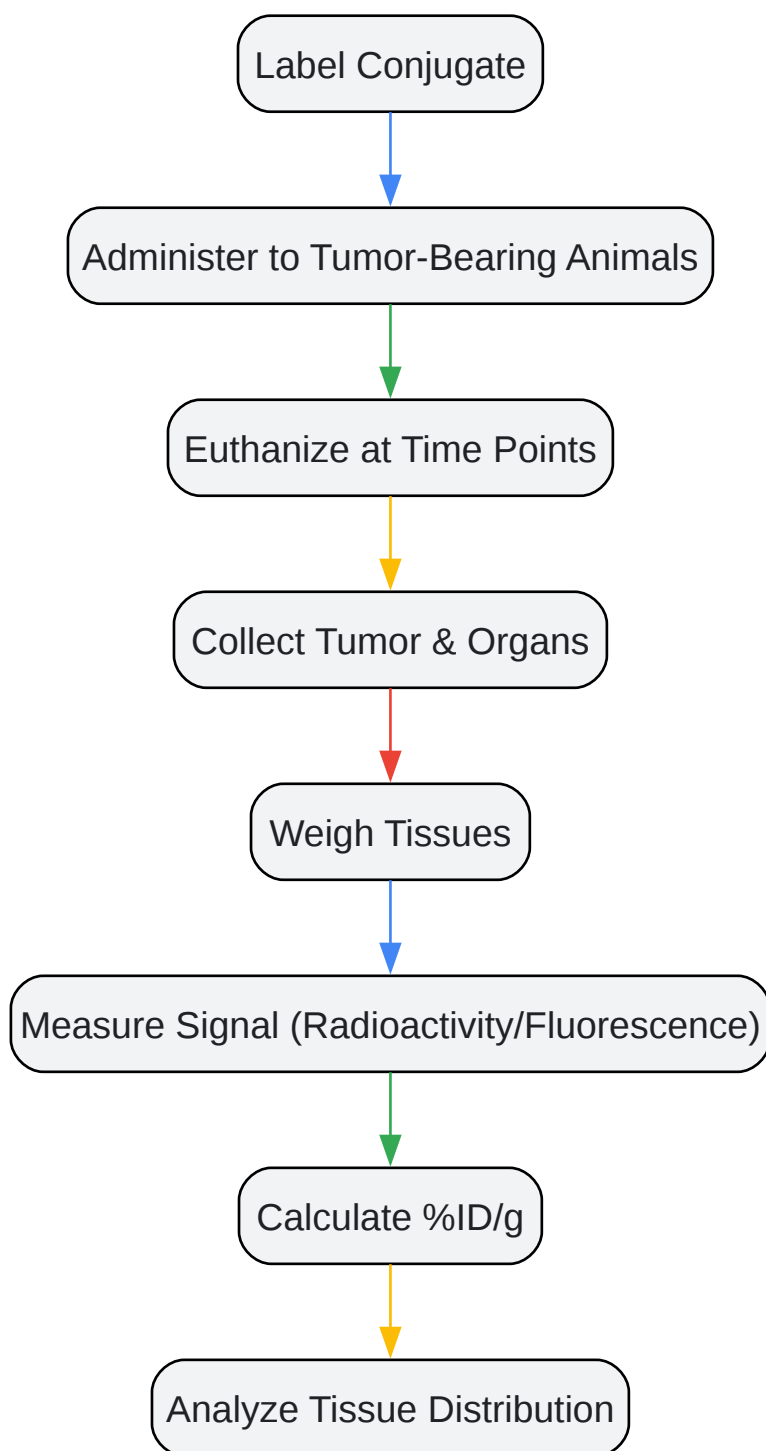 Label Conjugate
Administer to Tumor-Bearing Animals
Euthanize at Time Points
Collect Tumor & Organs
Weigh Tissues
Measure Signal (Radioactivity/Fluorescence)
Calculate %ID/g
Analyze Tissue Distribution